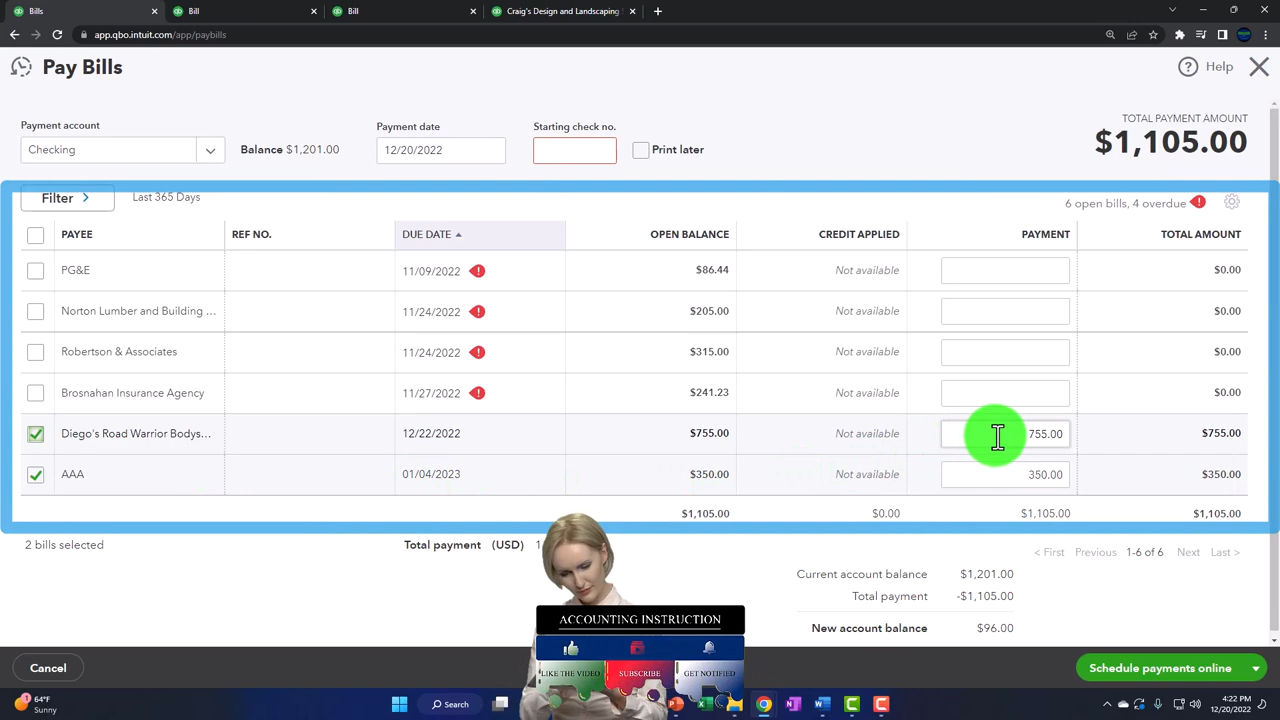 Bills
Bill
Bill
Craig's Design and Landscaping
app.qbo.intuit.com/app/paybills
Pay Bills
Help
Payment account
Payment date
Starting check no.
TOTAL PAYMENT AMOUNT
Checking
Balance $1,201.00
12/20/2022
Print later
$1,105.00
Filter
Last 365 Days
6 open bills, 4 overdue
PAYEE REF NO. DUE DATE OPEN BALANCE CREDIT APPLIED PAYMENT TOTAL AMOUNT
PG&E 11/09/2022 $86.44 Not available $0.00
Norton Lumber and Building ... 11/24/2022 $205.00 Not available $0.00
Robertson & Associates 11/24/2022 $315.00 Not available $0.00
Brosnahan Insurance Agency 11/27/2022 $241.23 Not available $0.00
Diego's Road Warrior Bodys... 12/22/2022 $755.00 Not available 755.00 $755.00
AAA 01/04/2023 $350.00 Not available 350.00 $350.00
$1,105.00 $0.00 $1,105.00 $1,105.00
2 bills selected
Total payment (USD)
< First Previous 1-6 of 6 Next Last >
Current account balance $1,201.00
Total payment -$1,105.00
New account balance $96.00
ACCOUNTING INSTRUCTION
LIKE THE VIDEO
SUBSCRIBE
GET NOTIFIED
Cancel
Schedule payments online
64°F
Sunny
Search
4:22 PM
12/20/2022